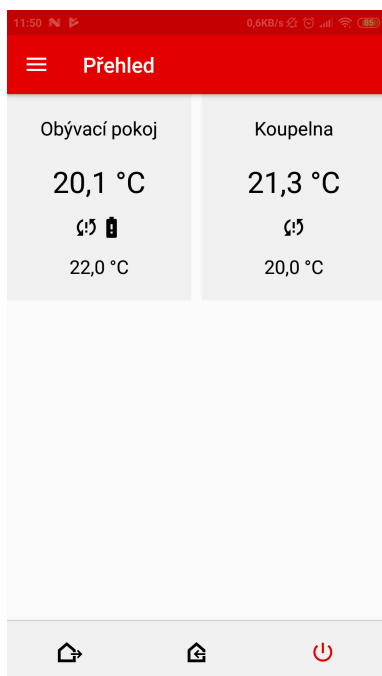 11:50 0,6KB/s 85
Přehled
Obývací pokoj Koupelna
20,1 °C 21,3 °C
22,0 °C 20,0 °C